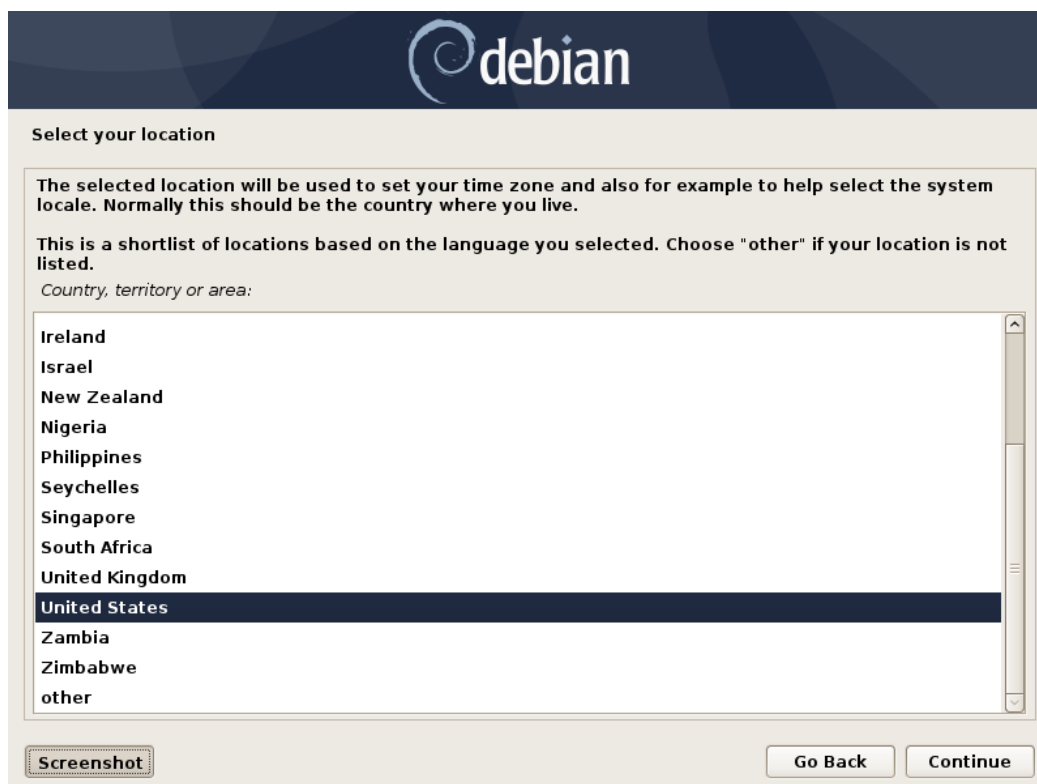 debian
Select your location
The selected location will be used to set your time zone and also for example to help select the system
locale. Normally this should be the country where you live.
This is a shortlist of locations based on the language you selected. Choose "other" if your location is not
listed.
Country, territory or area:
Ireland
Israel
New Zealand
Nigeria
Philippines
Seychelles
Singapore
South Africa
United Kingdom
United States
Zambia
Zimbabwe
other
Screenshot
Go Back
Continue